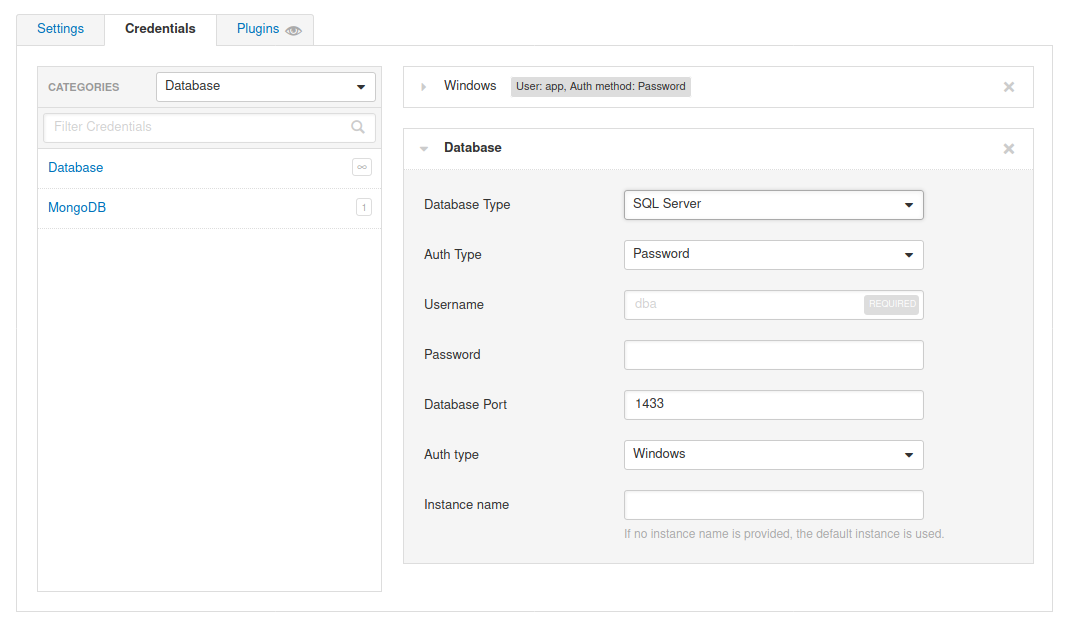 Settings
Credentials
Plugins
CATEGORIES
Database
Filter Credentials
Database
∞
MongoDB
1
Windows
User: app, Auth method: Password
Database
Database Type
SQL Server
Auth Type
Password
Username
dba
REQUIRED
Password
Database Port
1433
Auth type
Windows
Instance name
If no instance name is provided, the default instance is used.